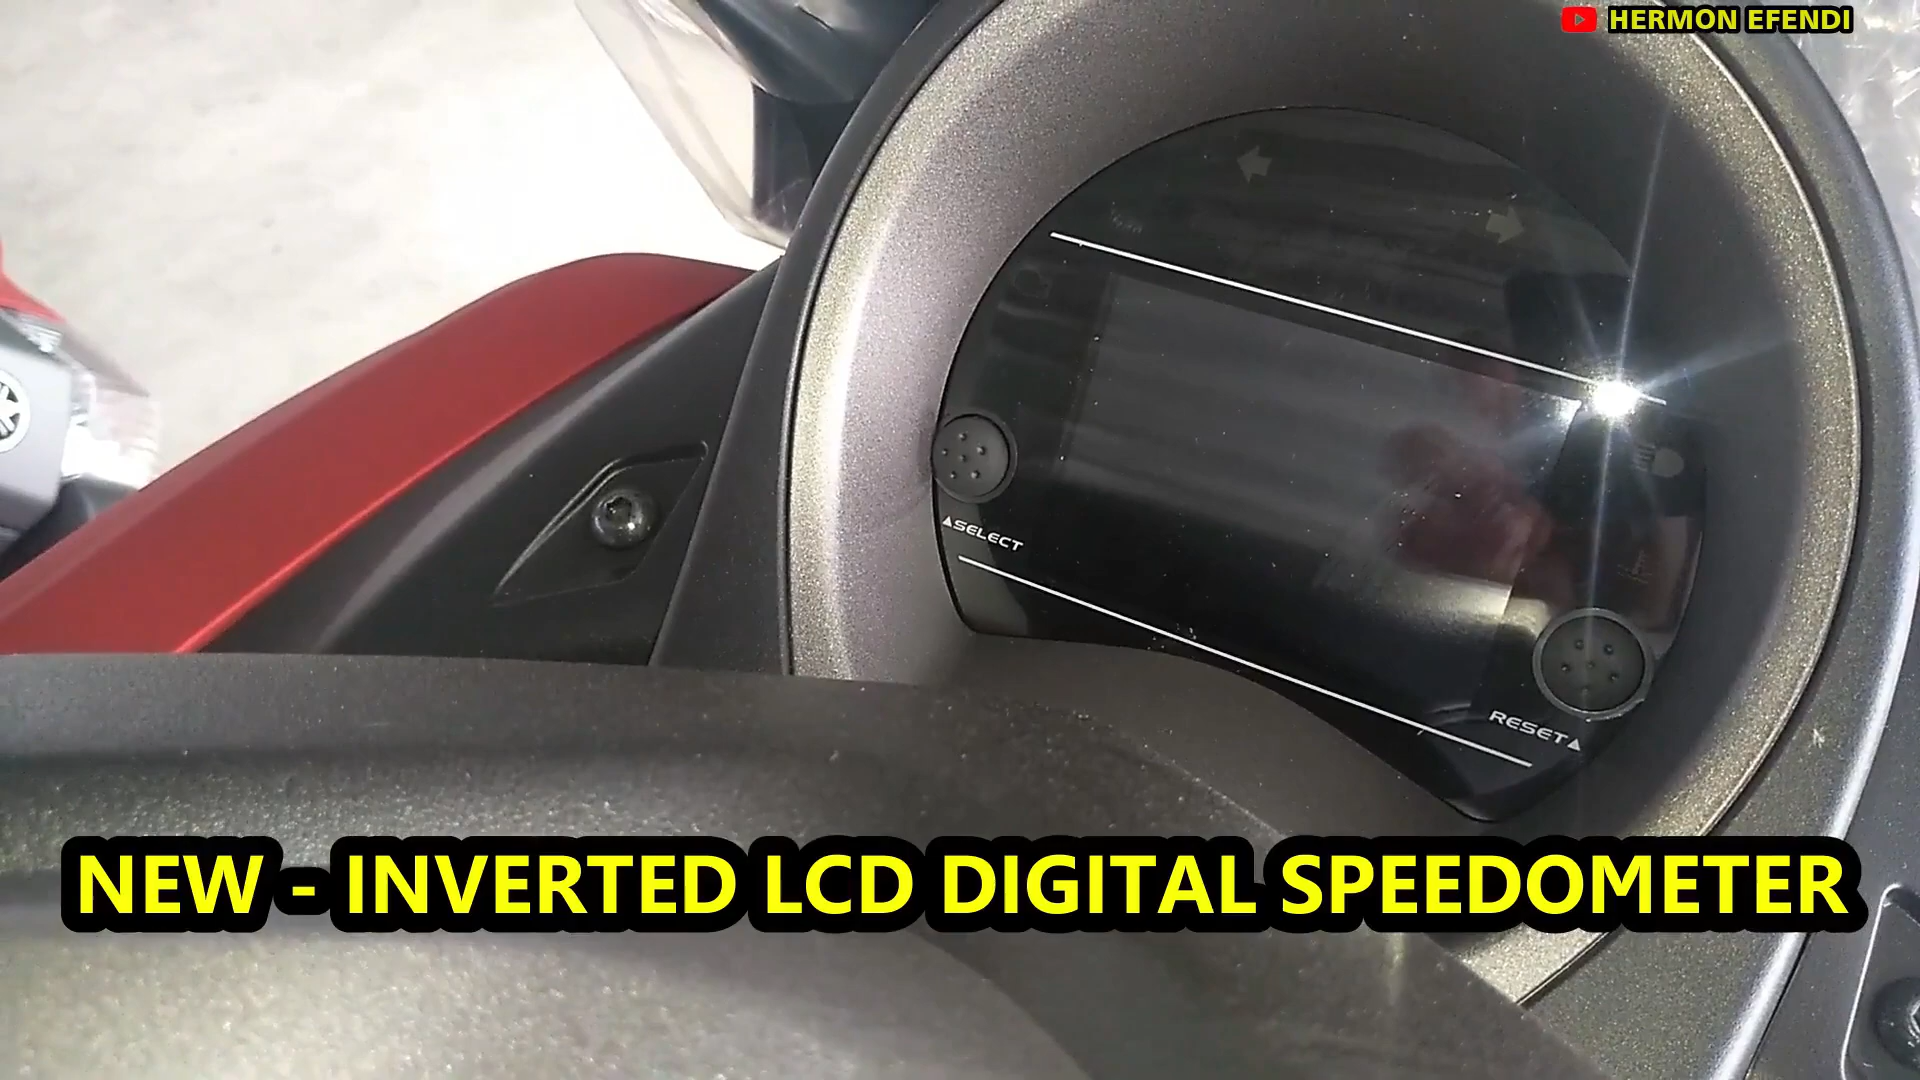 HERMON EFENDI
▲SELECT
RESET▲
NEW - INVERTED LCD DIGITAL SPEEDOMETER